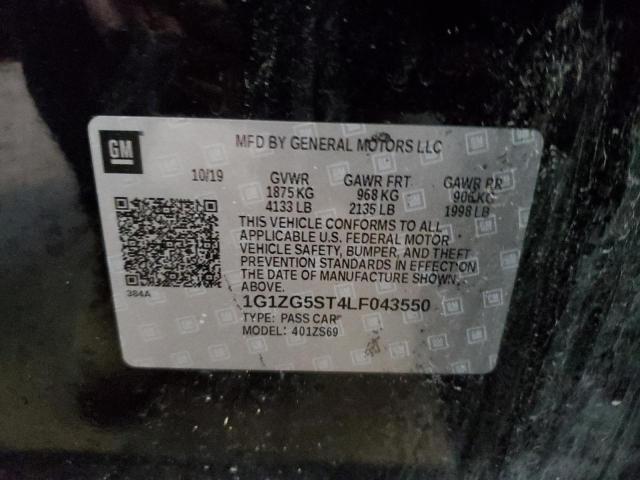 GM
MFD BY GENERAL MOTORS LLC
10/19 GVWR GAWR FRT GAWR RR
1875 KG 968 KG 906 KG
4133 LB 2135 LB 1998 LB
THIS VEHICLE CONFORMS TO ALL
APPLICABLE U.S. FEDERAL MOTOR
VEHICLE SAFETY, BUMPER, AND THEFT
PREVENTION STANDARDS IN EFFECT ON
THE DATE OF MANUFACTURE SHOWN
ABOVE.
384A
1G1ZG5ST4LF043550
TYPE: PASS CAR
MODEL: 401ZS69